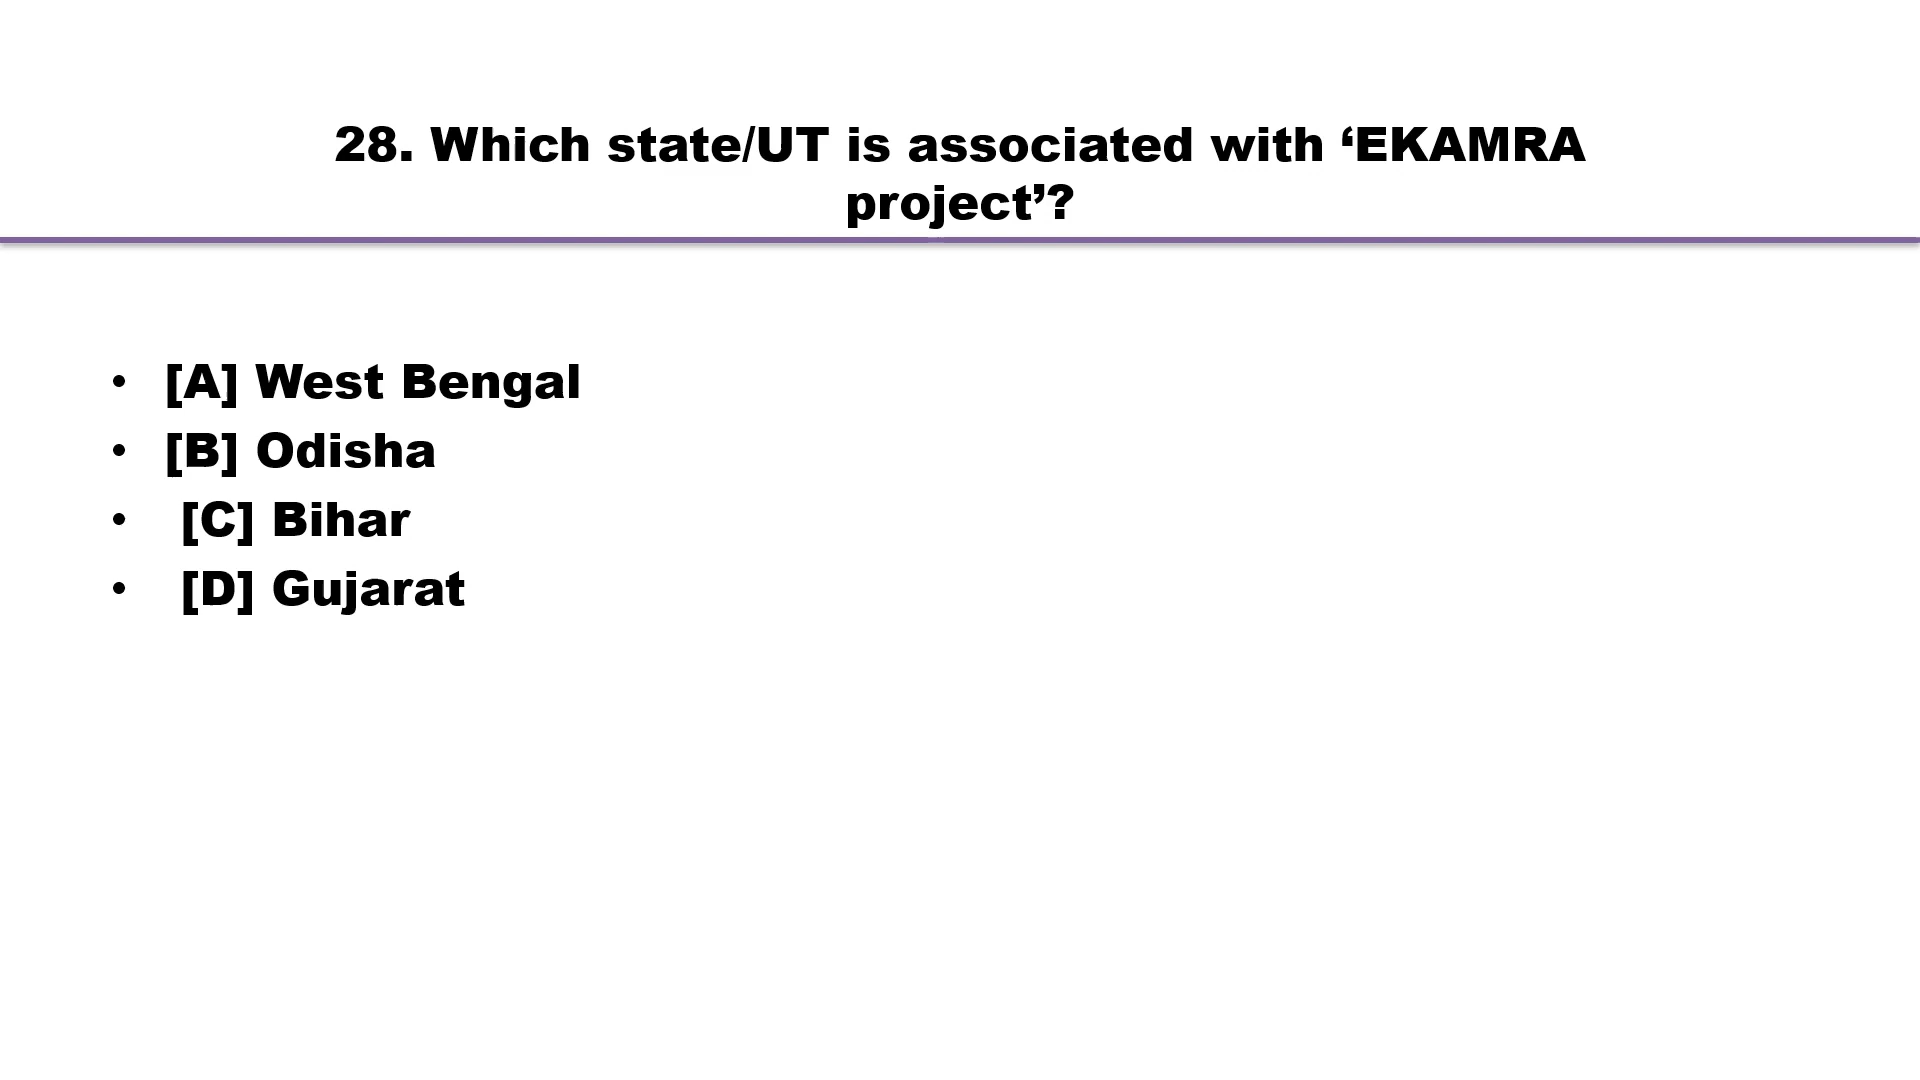 28. Which state/UT is associated with ‘EKAMRA
project’?
• [A] West Bengal
• [B] Odisha
• [C] Bihar
• [D] Gujarat